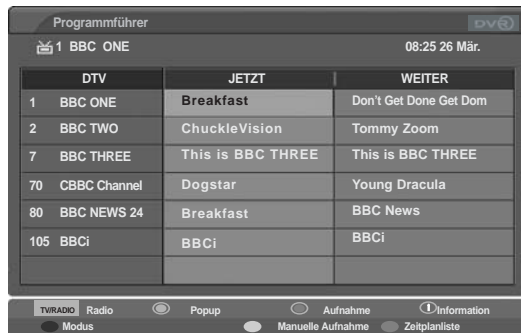 Programmführer DVR
1 BBC ONE 08:25 26 Mär.
DTV JETZT WEITER
1 BBC ONE Breakfast Don't Get Done Get Dom
2 BBC TWO ChuckleVision Tommy Zoom
7 BBC THREE This is BBC THREE This is BBC THREE
70 CBBC Channel Dogstar Young Dracula
80 BBC NEWS 24 Breakfast BBC News
105 BBCi BBCi BBCi
TV/RADIO Radio Popup Aufnahme Information
Modus Manuelle Aufnahme Zeitplanliste